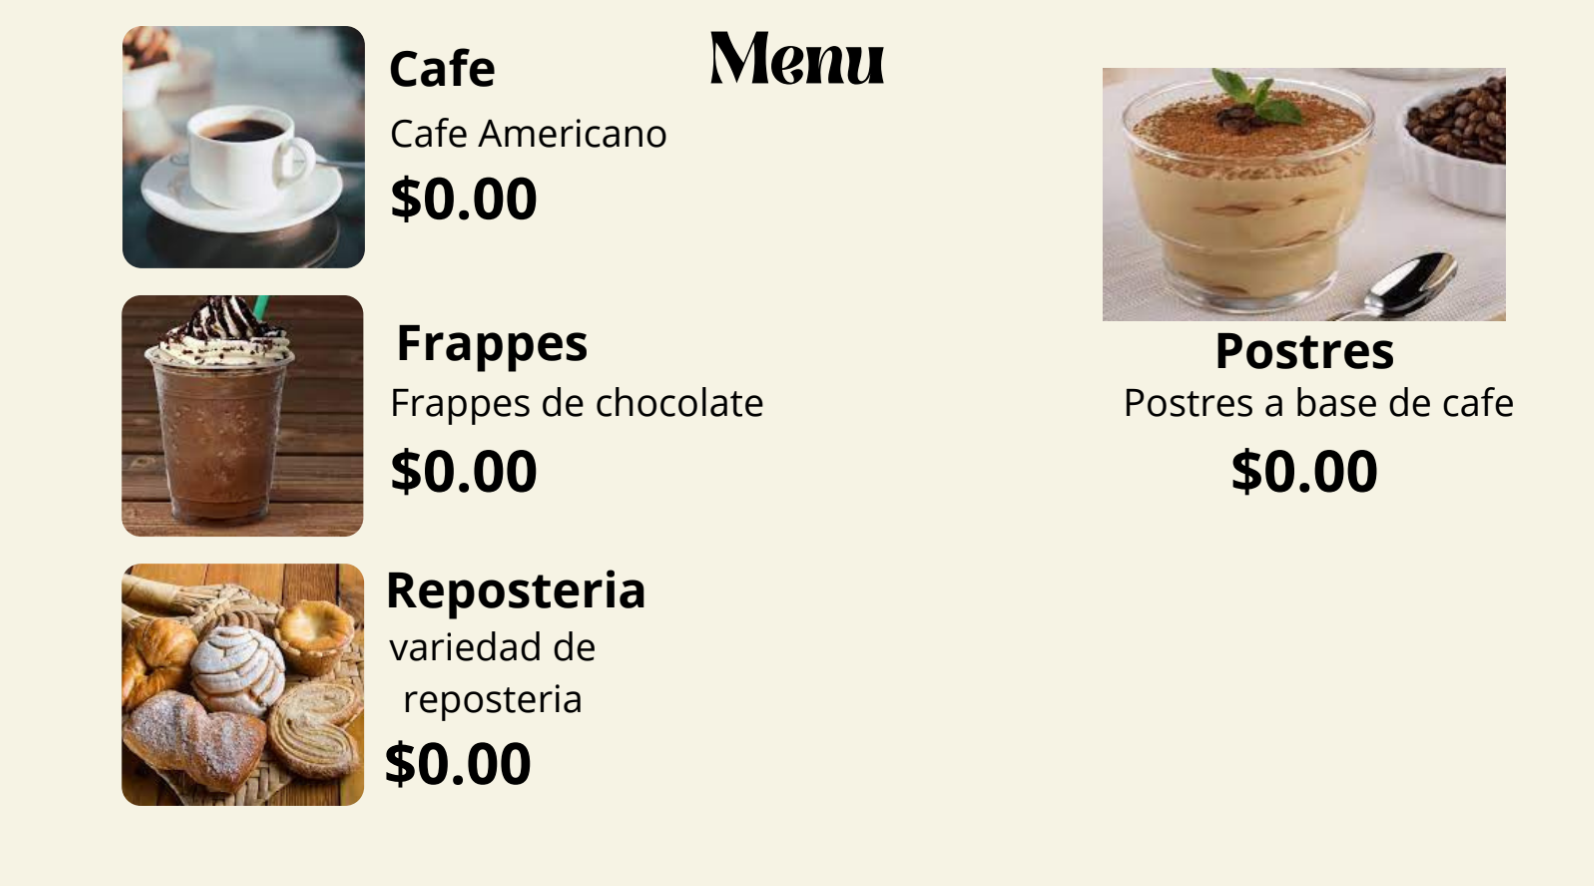 Menu
Cafe
Cafe Americano
$0.00
Frappes
Frappes de chocolate
$0.00
Reposteria
variedad de
reposteria
$0.00
Postres
Postres a base de cafe
$0.00